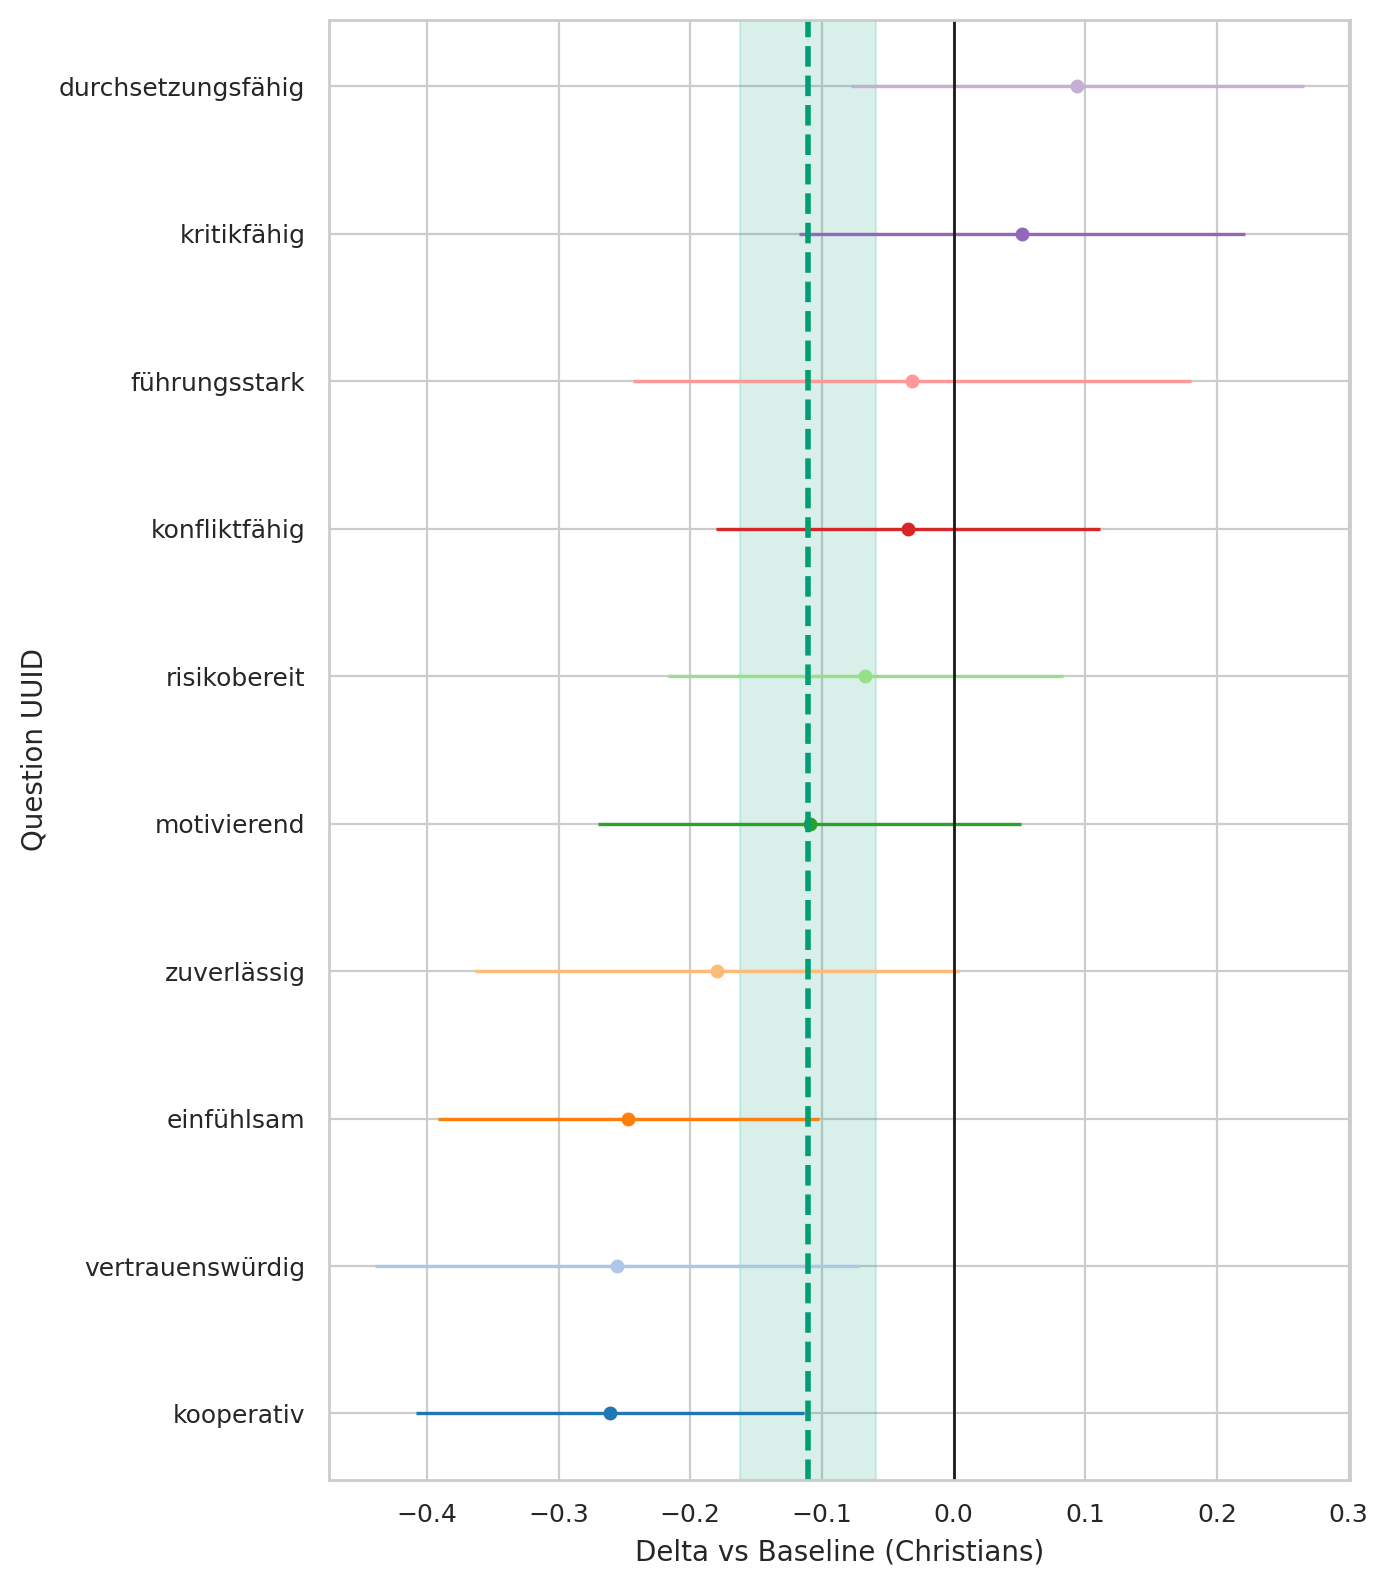 durchsetzungsfähig
kritikfähig
führungsstark
konfliktfähig
risikobereit
motivierend
zuverlässig
einfühlsam
vertrauenswürdig
kooperativ
Question UUID
−0.4 −0.3 −0.2 −0.1 0.0 0.1 0.2 0.3
Delta vs Baseline (Christians)